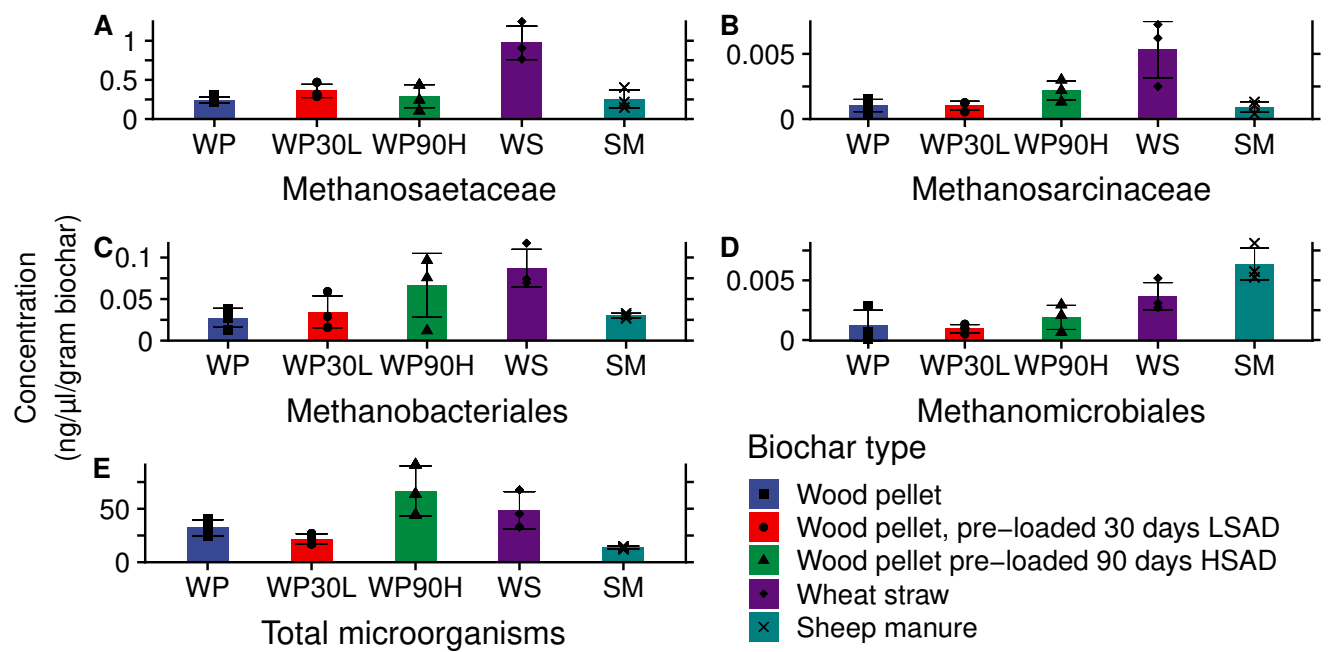 A
1
0.5
0
WP WP30L WP90H WS SM
Methanosaetaceae
B
0.005
0
WP WP30L WP90H WS SM
Methanosarcinaceae
Concentration
(ng/µl/gram biochar)
C
0.1
0.05
0
WP WP30L WP90H WS SM
Methanobacteriales
D
0.005
0
WP WP30L WP90H WS SM
Methanomicrobiales
E
50
0
WP WP30L WP90H WS SM
Total microorganisms
Biochar type
Wood pellet
Wood pellet, pre−loaded 30 days LSAD
Wood pellet pre−loaded 90 days HSAD
Wheat straw
Sheep manure